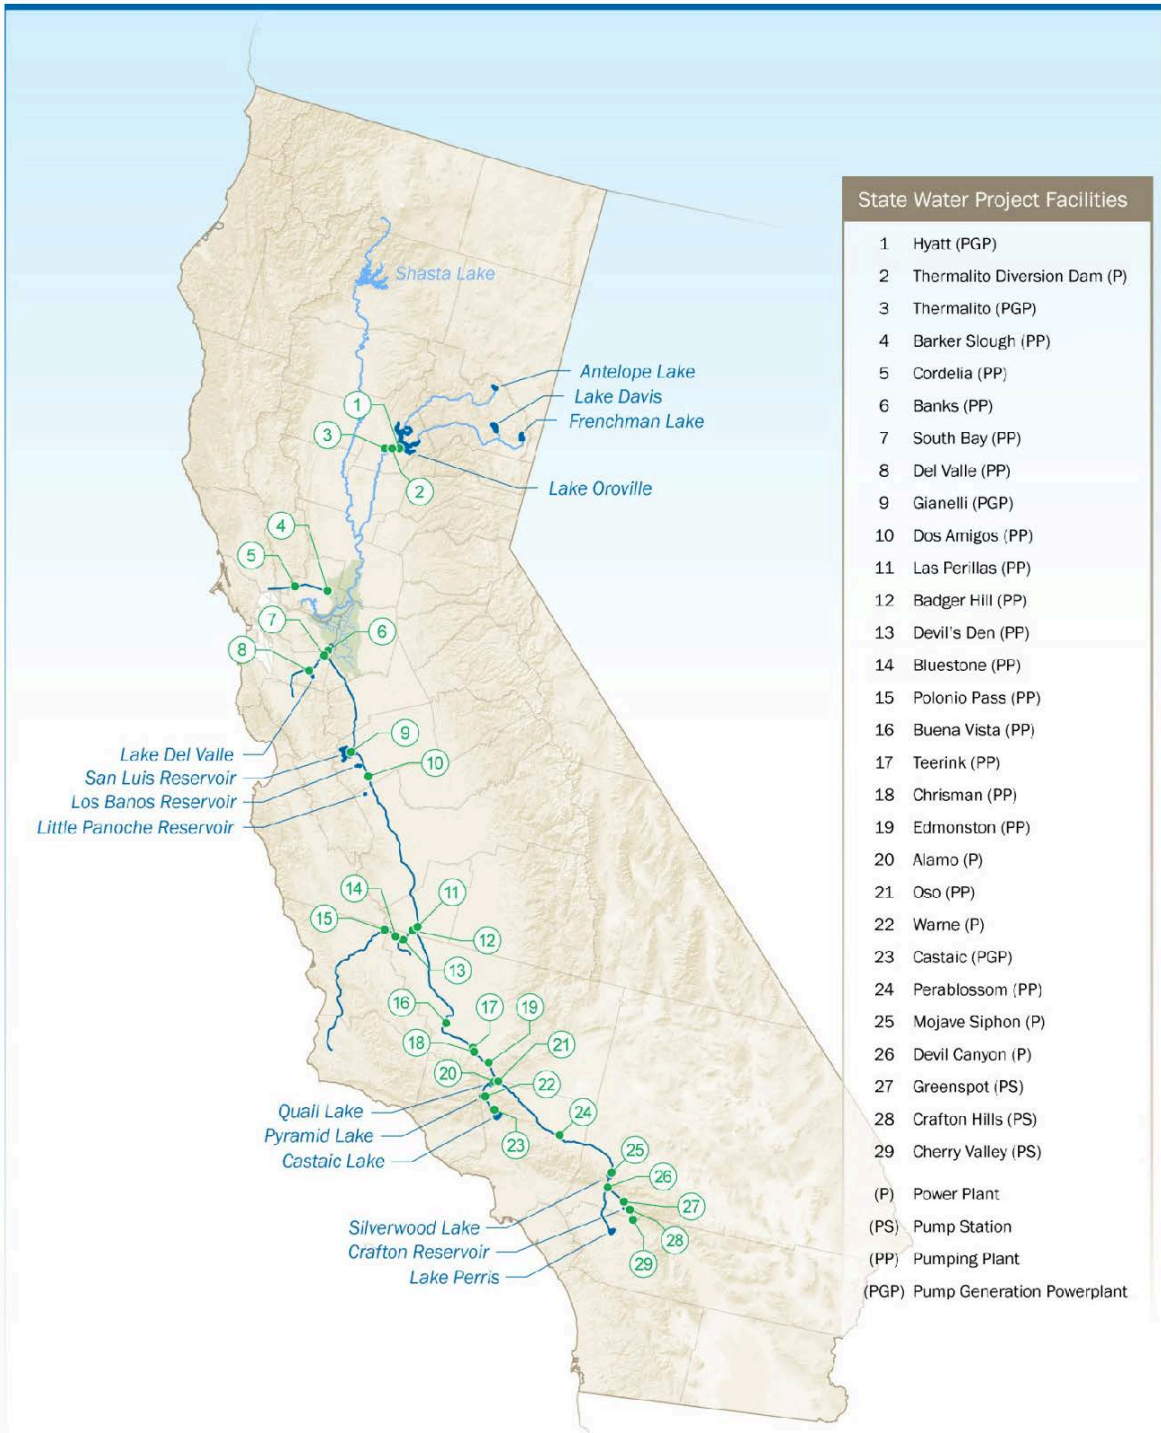 State Water Project Facilities
1 Hyatt (PGP)
2 Thermalito Diversion Dam (P)
3 Thermalito (PGP)
4 Barker Slough (PP)
5 Cordelia (PP)
6 Banks (PP)
7 South Bay (PP)
8 Del Valle (PP)
9 Gianelli (PGP)
10 Dos Amigos (PP)
11 Las Perillas (PP)
12 Badger Hill (PP)
13 Devil's Den (PP)
14 Bluestone (PP)
15 Polonio Pass (PP)
16 Buena Vista (PP)
17 Teerink (PP)
18 Chrisman (PP)
19 Edmonston (PP)
20 Alamo (P)
21 Oso (PP)
22 Warne (P)
23 Castaic (PGP)
24 Perablossom (PP)
25 Mojave Siphon (P)
26 Devil Canyon (P)
27 Greenspot (PS)
28 Crafton Hills (PS)
29 Cherry Valley (PS)
(P) Power Plant
(PS) Pump Station
(PP) Pumping Plant
(PGP) Pump Generation Powerplant
Shasta Lake
Antelope Lake
Lake Davis
Frenchman Lake
1
3
Lake Oroville
2
4
5
7
6
8
9
Lake Del Valle
10
San Luis Reservoir
Los Banos Reservoir
Little Panoche Reservoir
14
11
15
12
13
16
17
19
18
21
20
22
Quail Lake
24
Pyramid Lake
23
Castaic Lake
25
26
27
Silverwood Lake
28
Crafton Reservoir
29
Lake Perris